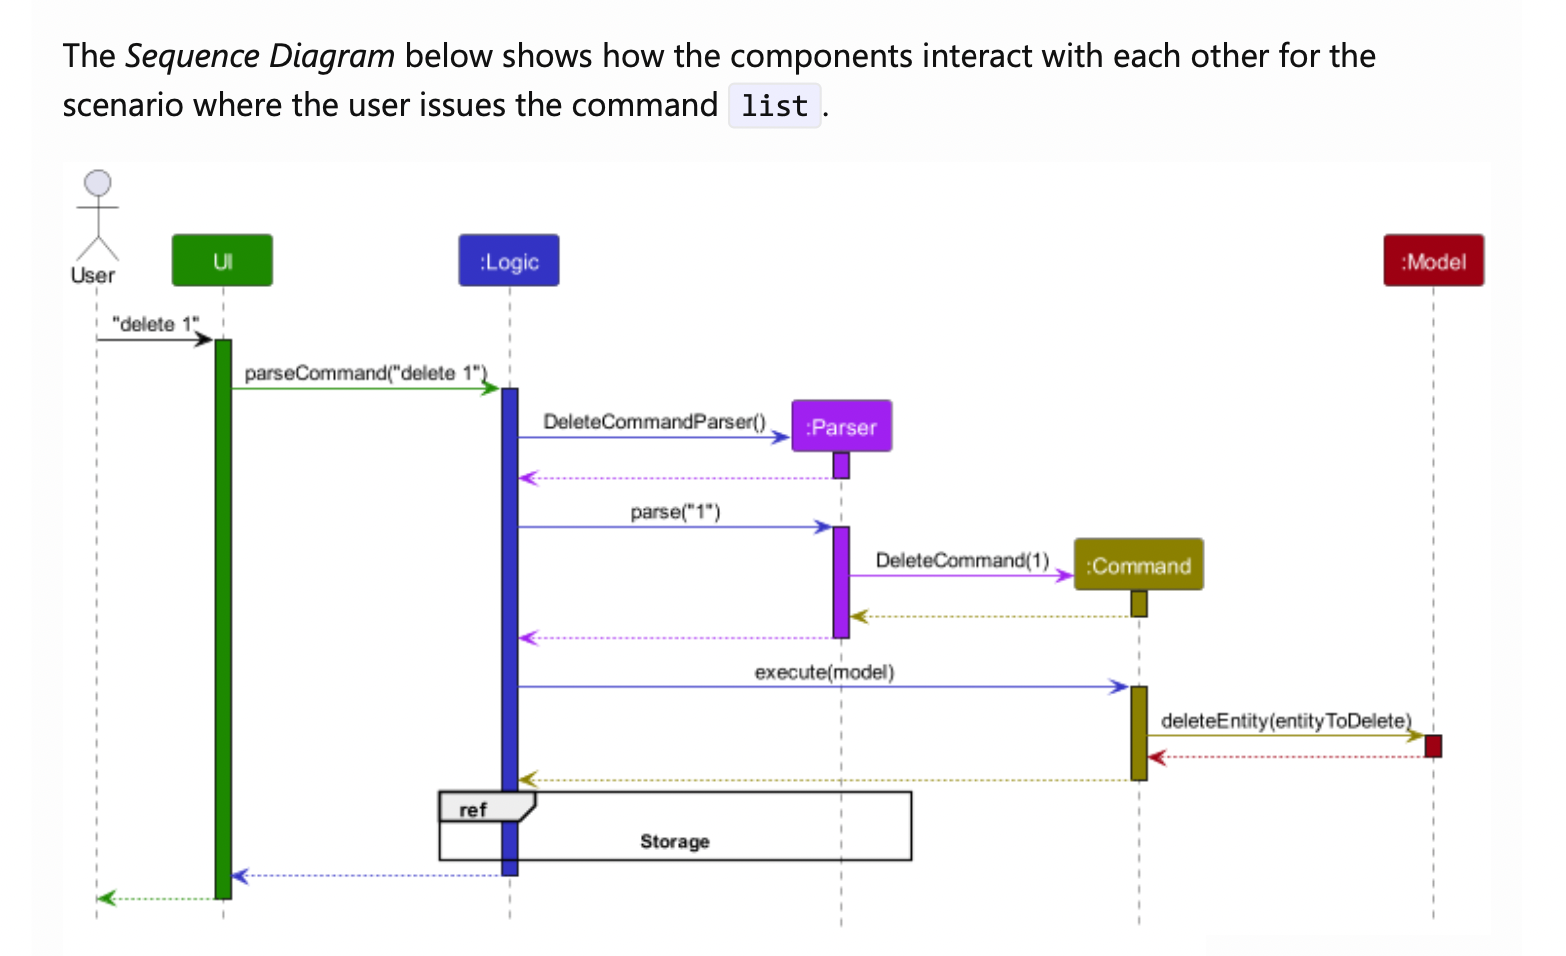 The Sequence Diagram below shows how the components interact with each other for the
scenario where the user issues the command list.
User
UI
:Logic
:Model
"delete 1"
parseCommand("delete 1")
DeleteCommandParser()
:Parser
parse("1")
DeleteCommand(1)
:Command
execute(model)
deleteEntity(entityToDelete)
ref
Storage